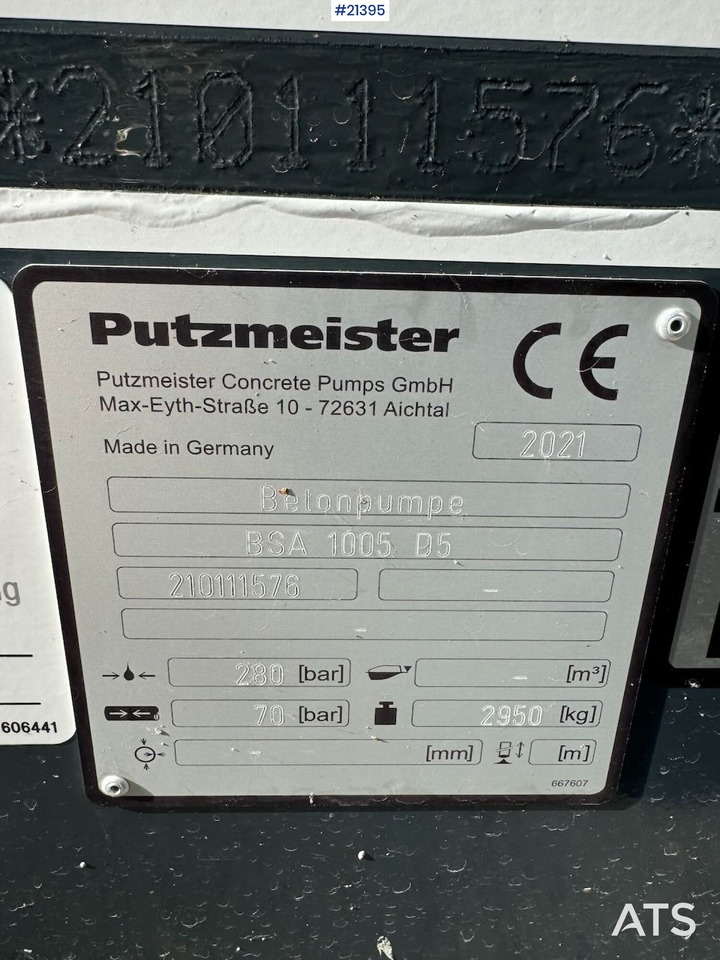 #21395
*210111576*
Putzmeister
CE
Putzmeister Concrete Pumps GmbH
Max-Eyth-Straße 10 - 72631 Aichtal
Made in Germany
2021
Betonpumpe
BSA 1005 D5
210111576 -
-
280 [bar] - [m³]
70 [bar] 2950 [kg]
- [mm] [m]
667607
606441
ATS